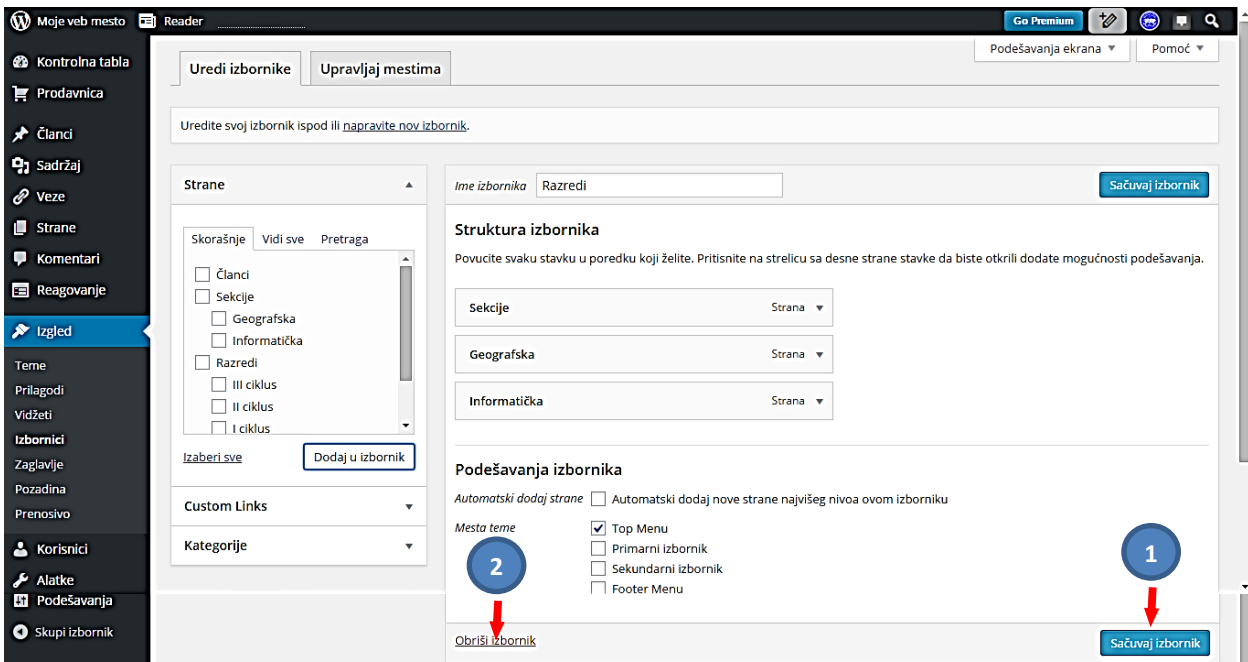 Moje veb mesto Reader Go Premium
Podešavanja ekrana Pomoć
Kontrolna tabla
Prodavnica
Članci
Sadržaj
Veze
Strane
Komentari
Reagovanje
Izgled
Teme
Prilagodi
Vidžeti
Izbornici
Zaglavlje
Pozadina
Prenosivo
Korisnici
Alatke
Podešavanja
Skupi izbornik
Uredi izbornike Upravljaj mestima
Uredite svoj izbornik ispod ili napravite nov izbornik.
Strane
Skorašnje Vidi sve Pretraga
Članci
Sekcije
Geografska
Informatička
Razredi
III ciklus
II ciklus
I ciklus
Izaberi sve Dodaj u izbornik
Custom Links
Kategorije
Ime izbornika Razredi Sačuvaj izbornik
Struktura izbornika
Povucite svaku stavku u poredku koji želite. Pritisnite na strelicu sa desne strane stavke da biste otkrili dodate mogućnosti podešavanja.
Sekcije Strana
Geografska Strana
Informatička Strana
Podešavanja izbornika
Automatski dodaj strane Automatski dodaj nove strane najvišeg nivoa ovom izborniku
Mesta teme Top Menu
Primarni izbornik
Sekundarni izbornik
Footer Menu
2
1
Obriši izbornik Sačuvaj izbornik